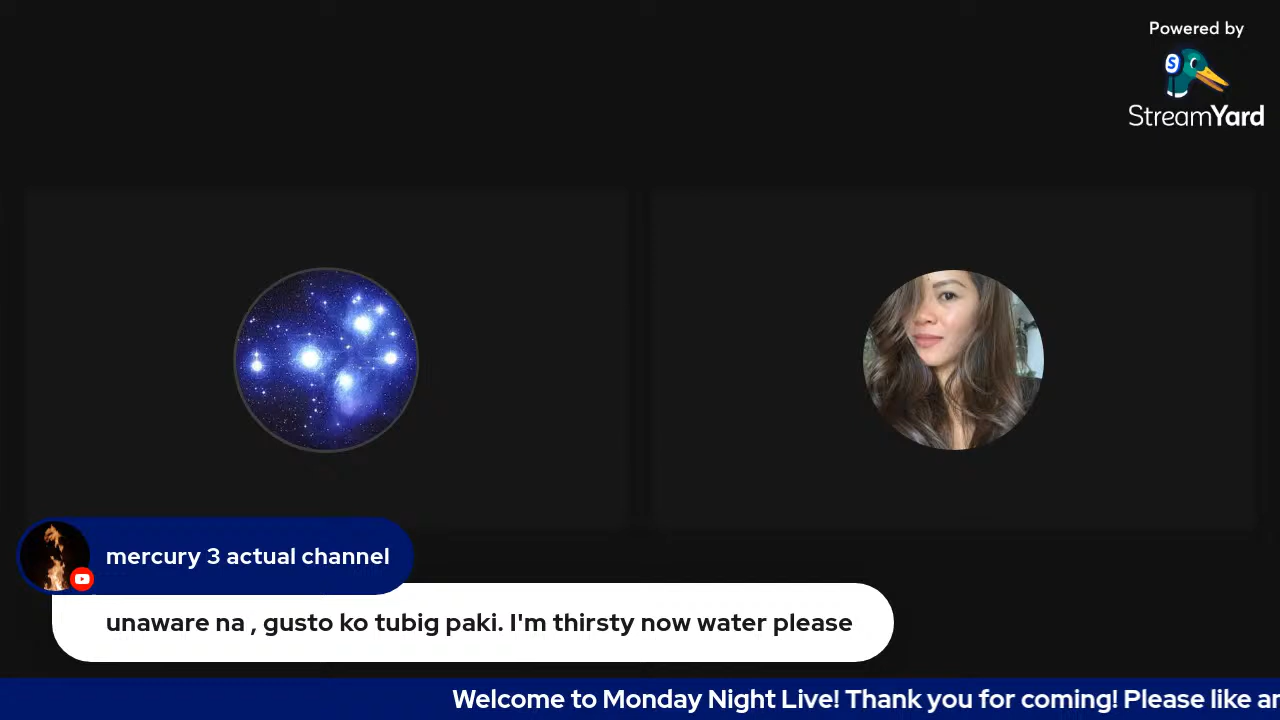 Powered by
S
StreamYard
mercury 3 actual channel
unaware na , gusto ko tubig paki. I'm thirsty now water please
Welcome to Monday Night Live! Thank you for coming! Please like